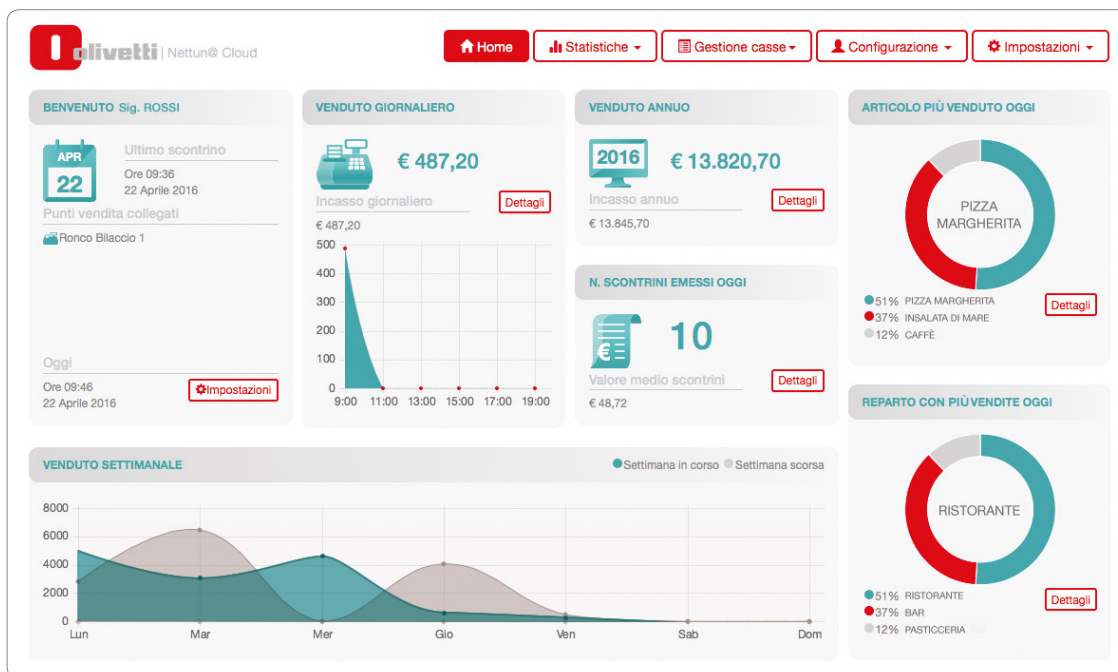 olivetti | Nettun@ Cloud
Home
Statistiche
Gestione casse
Configurazione
Impostazioni
BENVENUTO Sig. ROSSI
APR
22
Ultimo scontrino
Ore 09:36
22 Aprile 2016
Punti vendita collegati
Ronco Bilaccio 1
Oggi
Ore 09:46
22 Aprile 2016
Impostazioni
VENDUTO GIORNALIERO
€ 487,20
Incasso giornaliero
Dettagli
€ 487,20
500
400
300
200
100
0
9:00 11:00 13:00 15:00 17:00 19:00
VENDUTO ANNUO
2016
€ 13.820,70
Incasso annuo
Dettagli
€ 13.845,70
N. SCONTRINI EMESSI OGGI
€
10
Valore medio scontrini
Dettagli
€ 48,72
ARTICOLO PIÙ VENDUTO OGGI
PIZZA
MARGHERITA
51% PIZZA MARGHERITA
37% INSALATA DI MARE
12% CAFFÈ
Dettagli
REPARTO CON PIÙ VENDITE OGGI
RISTORANTE
51% RISTORANTE
37% BAR
12% PASTICCERIA
Dettagli
VENDUTO SETTIMANALE
Settimana in corso Settimana scorsa
8000
6000
4000
2000
0
Lun Mar Mer Gio Ven Sab Dom